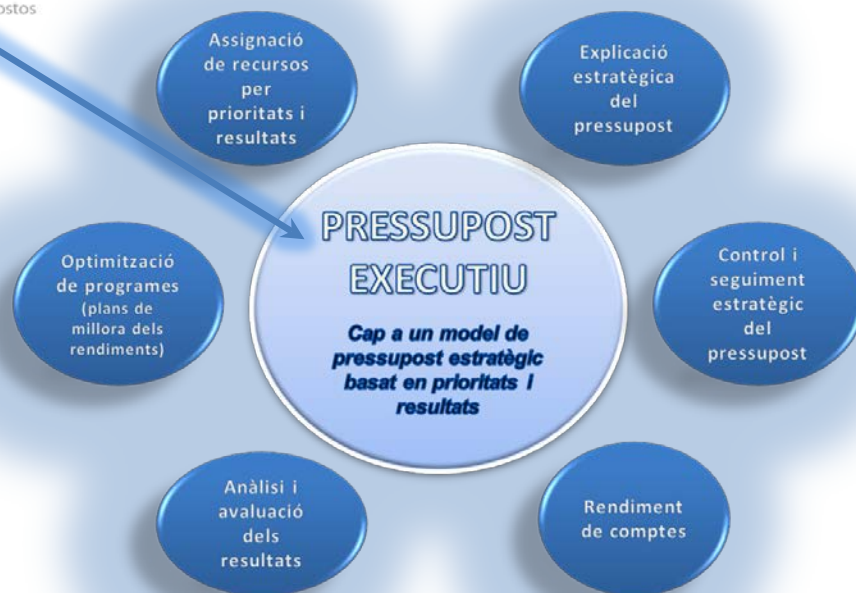 Assignació
de recursos
per
prioritats i
resultats
Explicació
estratègica
del
pressupost
PRESSUPOST
EXECUTIU
Cap a un model de
pressupost estratègic
basat en prioritats i
resultats
Optimització
de programes
(plans de
millora dels
rendiments)
Control i
seguiment
estratègic
del
pressupost
Anàlisi i
avaluació
dels
resultats
Rendiment
de comptes